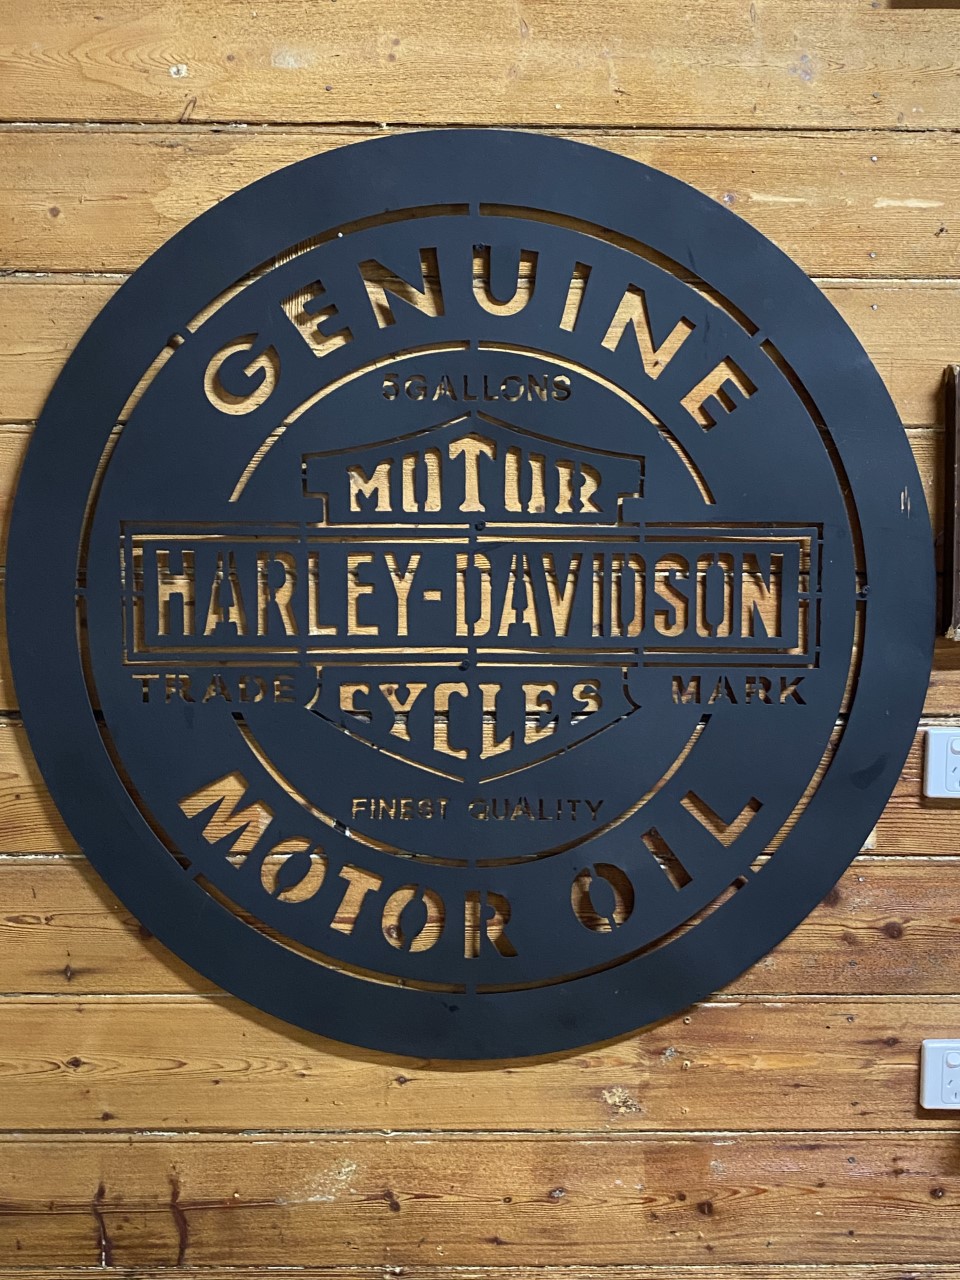 GENUINE
5GALLONS
MOTOR
HARLEY-DAVIDSON
TRADE MARK
CYCLES
FINEST QUALITY
MOTOR OIL